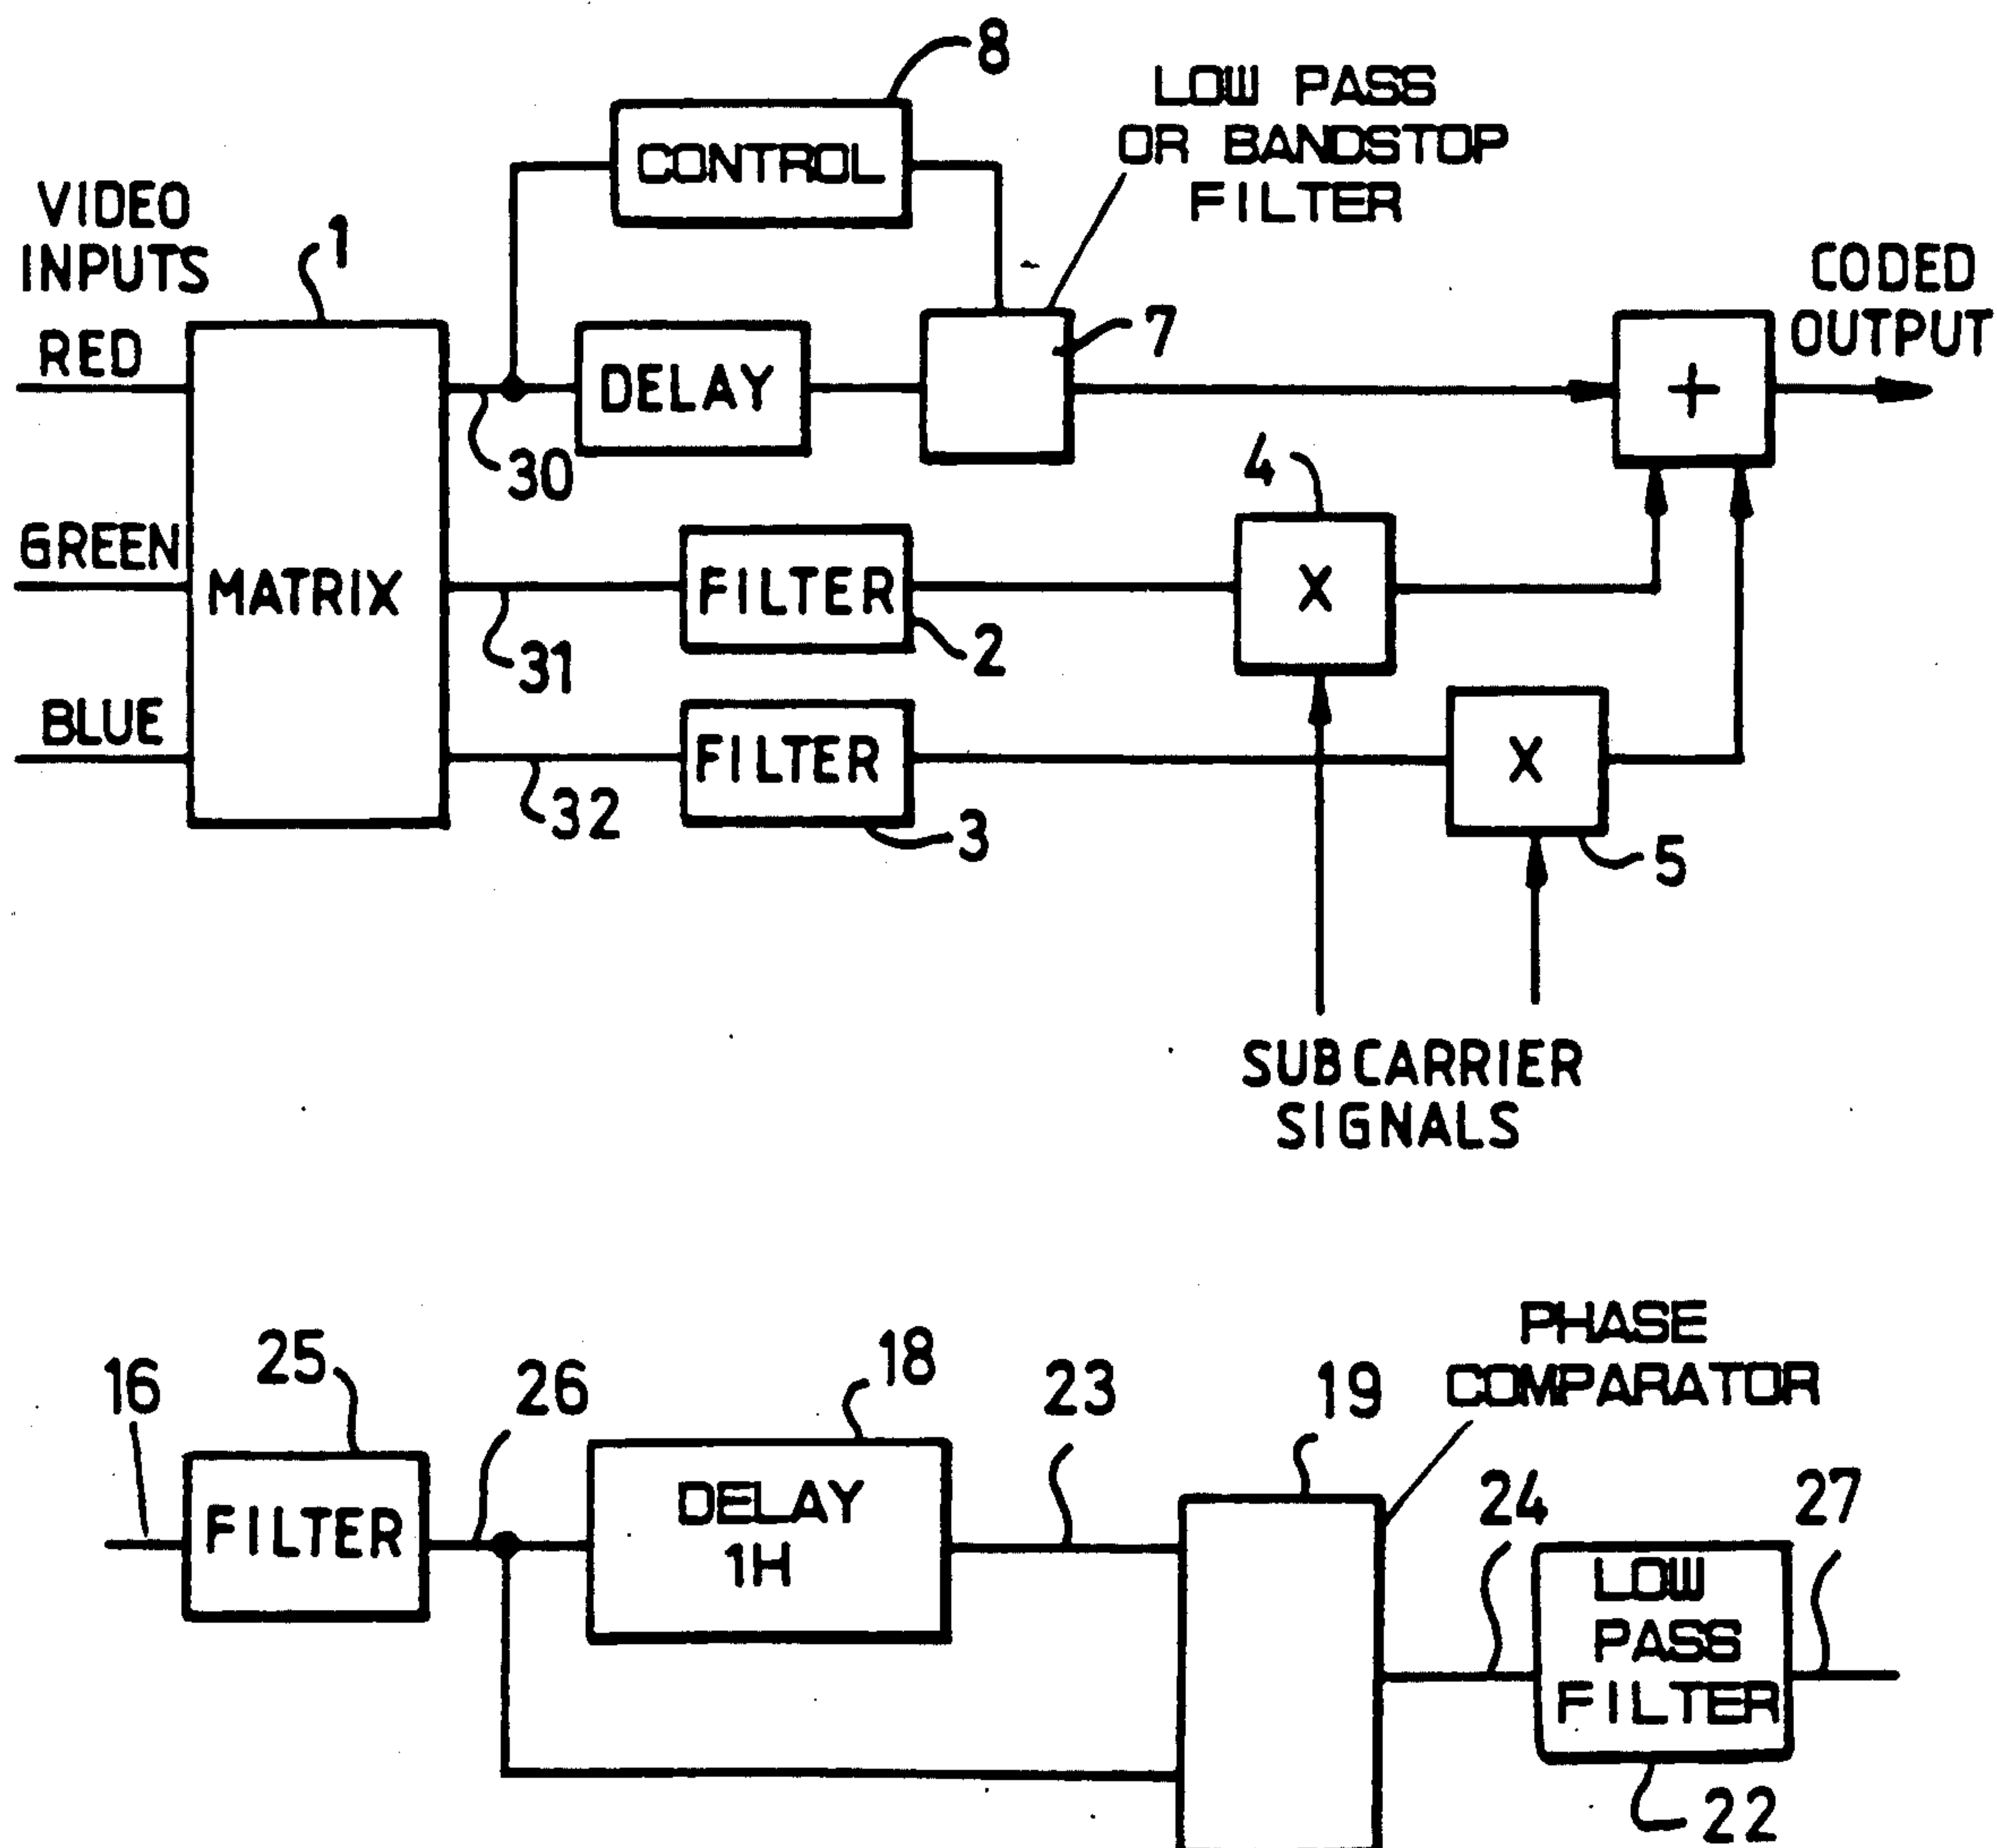 8
LOW PASS
OR BANDSTOP
FILTER
CONTROL
VIDEO
INPUTS
1
CODED
OUTPUT
RED
7
DELAY
+
30
4
GREEN
MATRIX
FILTER
X
31
2
BLUE
FILTER
X
32
3
5
SUBCARRIER
SIGNALS
PHASE
COMPARATOR
16
25
26
18
23
19
24
27
FILTER
DELAY
1H
LOW
PASS
FILTER
22